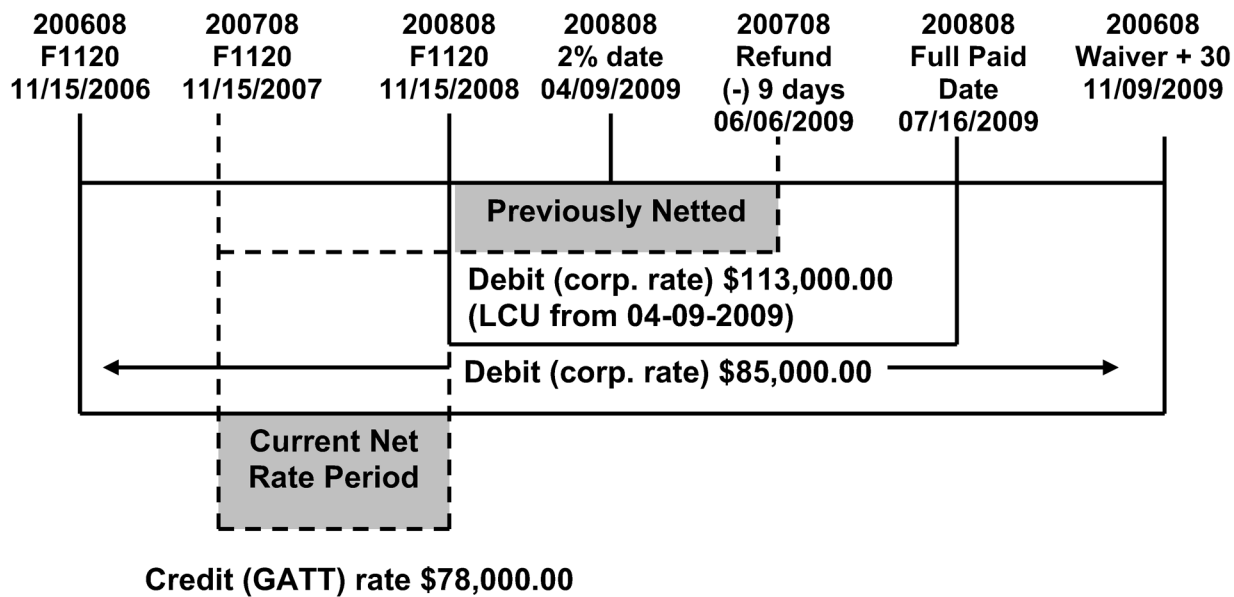 200608
F1120
11/15/2006
200708
F1120
11/15/2007
200808
F1120
11/15/2008
200808
2% date
04/09/2009
200708
Refund
(-) 9 days
06/06/2009
200808
Full Paid
Date
07/16/2009
200608
Waiver + 30
11/09/2009
Previously Netted
Debit (corp. rate) $113,000.00
(LCU from 04-09-2009)
Debit (corp. rate) $85,000.00
Current Net
Rate Period
Credit (GATT) rate $78,000.00